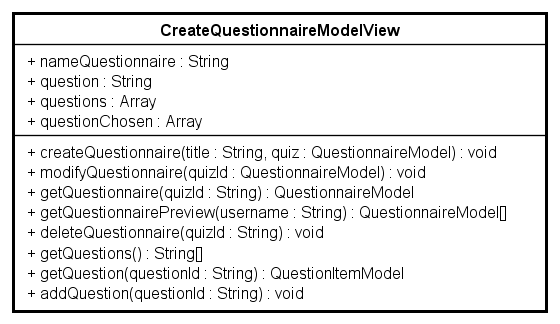 CreateQuestionnaireModelView
+ nameQuestionnaire : String
+ question : String
+ questions : Array
+ questionChosen : Array
+ createQuestionnaire(title : String, quiz : QuestionnaireModel) : void
+ modifyQuestionnaire(quizId : QuestionnaireModel) : void
+ getQuestionnaire(quizId : String) : QuestionnaireModel
+ getQuestionnairePreview(username : String) : QuestionnaireModel[]
+ deleteQuestionnaire(quizId : String) : void
+ getQuestions() : String[]
+ getQuestion(questionId : String) : QuestionItemModel
+ addQuestion(questionId : String) : void